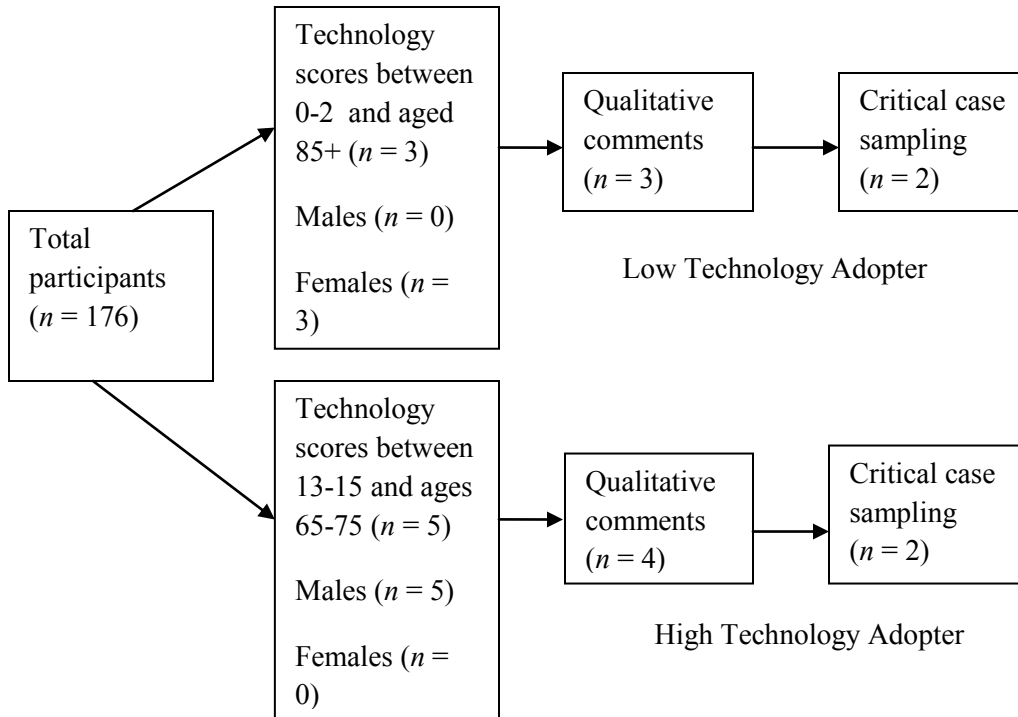 Total
participants
(n = 176)
Technology
scores between
0-2 and aged
85+ (n = 3)
Males (n = 0)
Females (n =
3)
Qualitative
comments
(n = 3)
Critical case
sampling
(n = 2)
Low Technology Adopter
Technology
scores between
13-15 and ages
65-75 (n = 5)
Males (n = 5)
Females (n =
0)
Qualitative
comments
(n = 4)
Critical case
sampling
(n = 2)
High Technology Adopter